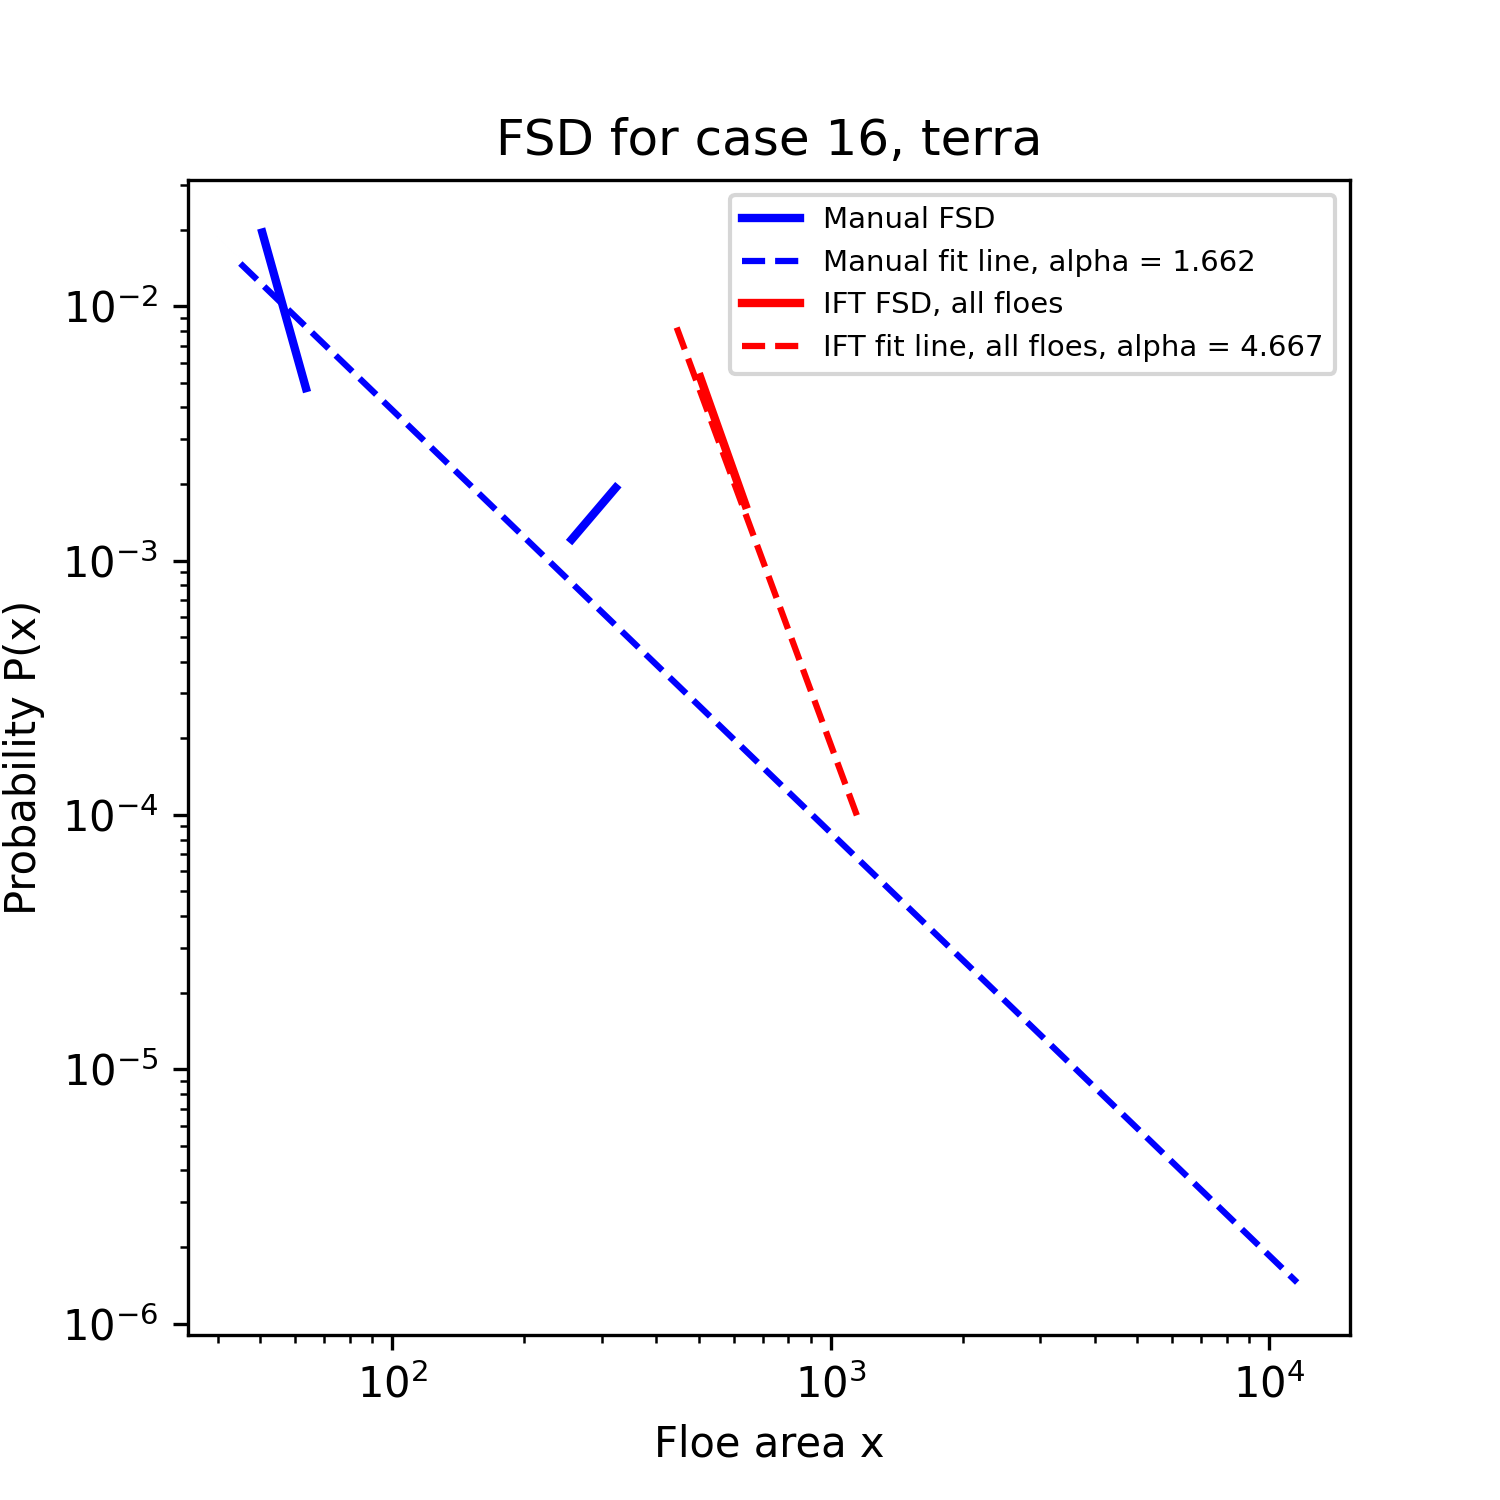 FSD for case 16, terra
Manual FSD
Manual fit line, alpha = 1.662
IFT FSD, all floes
IFT fit line, all floes, alpha = 4.667
Probability P(x)
10⁻²
10⁻³
10⁻⁴
10⁻⁵
10⁻⁶
10² 10³ 10⁴
Floe area x